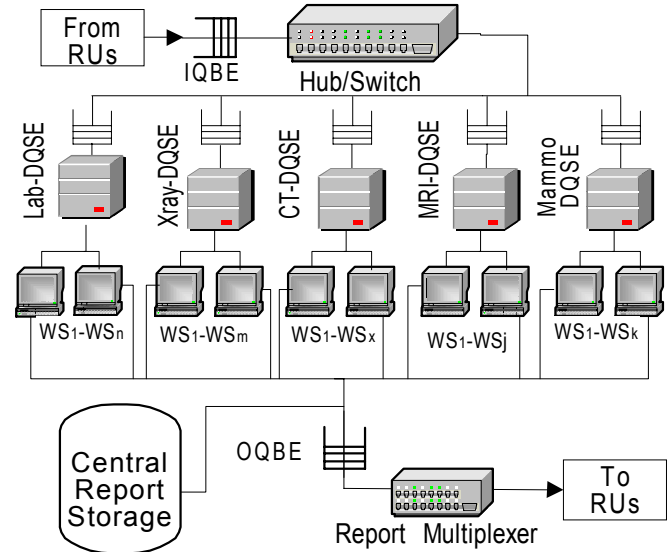 From
RUs
IQBE
Hub/Switch
Lab-DQSE
Xray-DQSE
CT-DQSE
MRI-DQSE
Mammo
DQSE
WS1-WSn
WS1-WSm
WS1-WSx
WS1-WSj
WS1-WSk
Central
Report
Storage
OQBE
Report Multiplexer
To
RUs